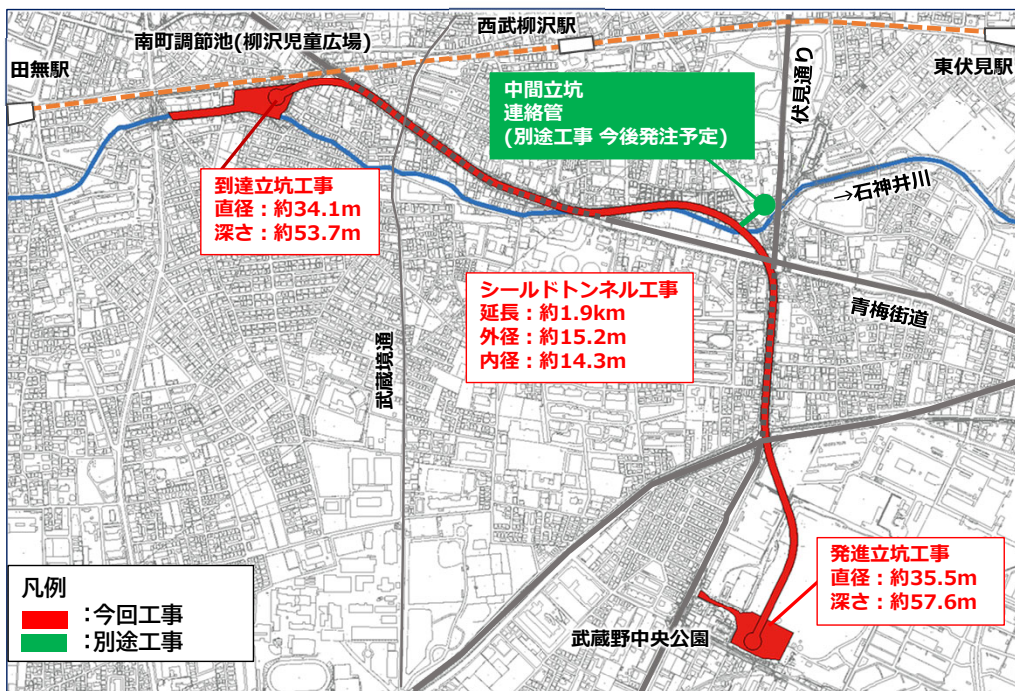 西武柳沢駅
南町調節池(柳沢児童広場)
田無駅
東伏見駅
伏見通り
中間立坑
連絡管
(別途工事 今後発注予定)
→石神井川
到達立坑工事
直径：約34.1m
深さ：約53.7m
シールドトンネル工事
延長：約1.9km
外径：約15.2m
内径：約14.3m
青梅街道
武蔵境通
発進立坑工事
直径：約35.5m
深さ：約57.6m
武蔵野中央公園
凡例
：今回工事
：別途工事